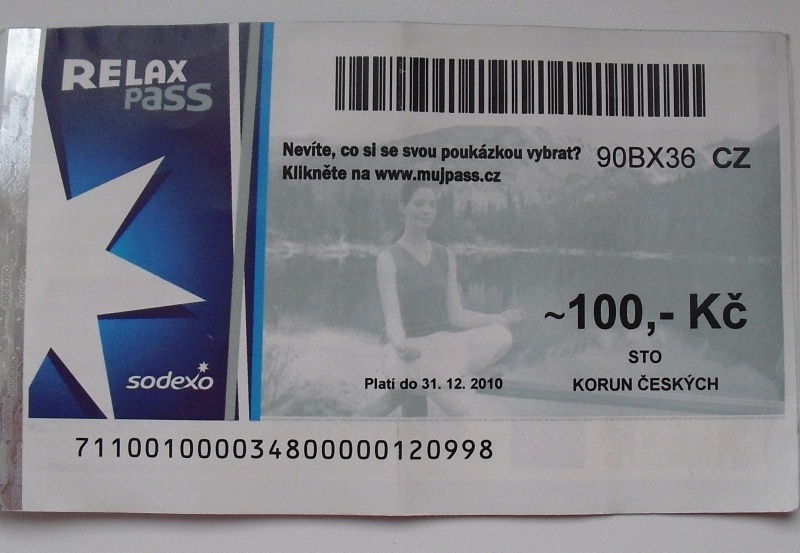 RELAX
pass
Nevíte, co si se svou poukázkou vybrat?
Klikněte na www.mujpass.cz
90BX36 CZ
~100,- Kč
STO
KORUN ČESKÝCH
Platí do 31. 12. 2010
sodexo
711001000034800000120998